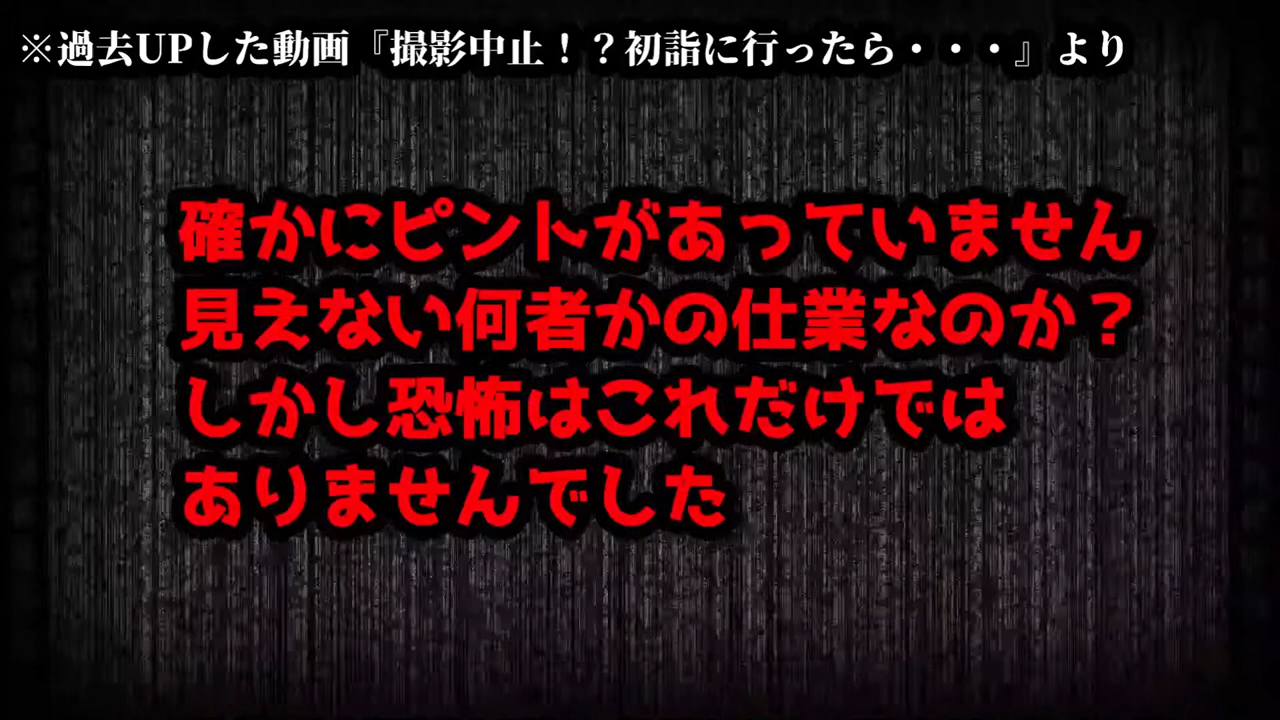 ※過去UPした動画『撮影中止！？初詣に行ったら・・・』より
確かにピントがあっていません
見えない何者かの仕業なのか？
しかし恐怖はこれだけでは
ありませんでした